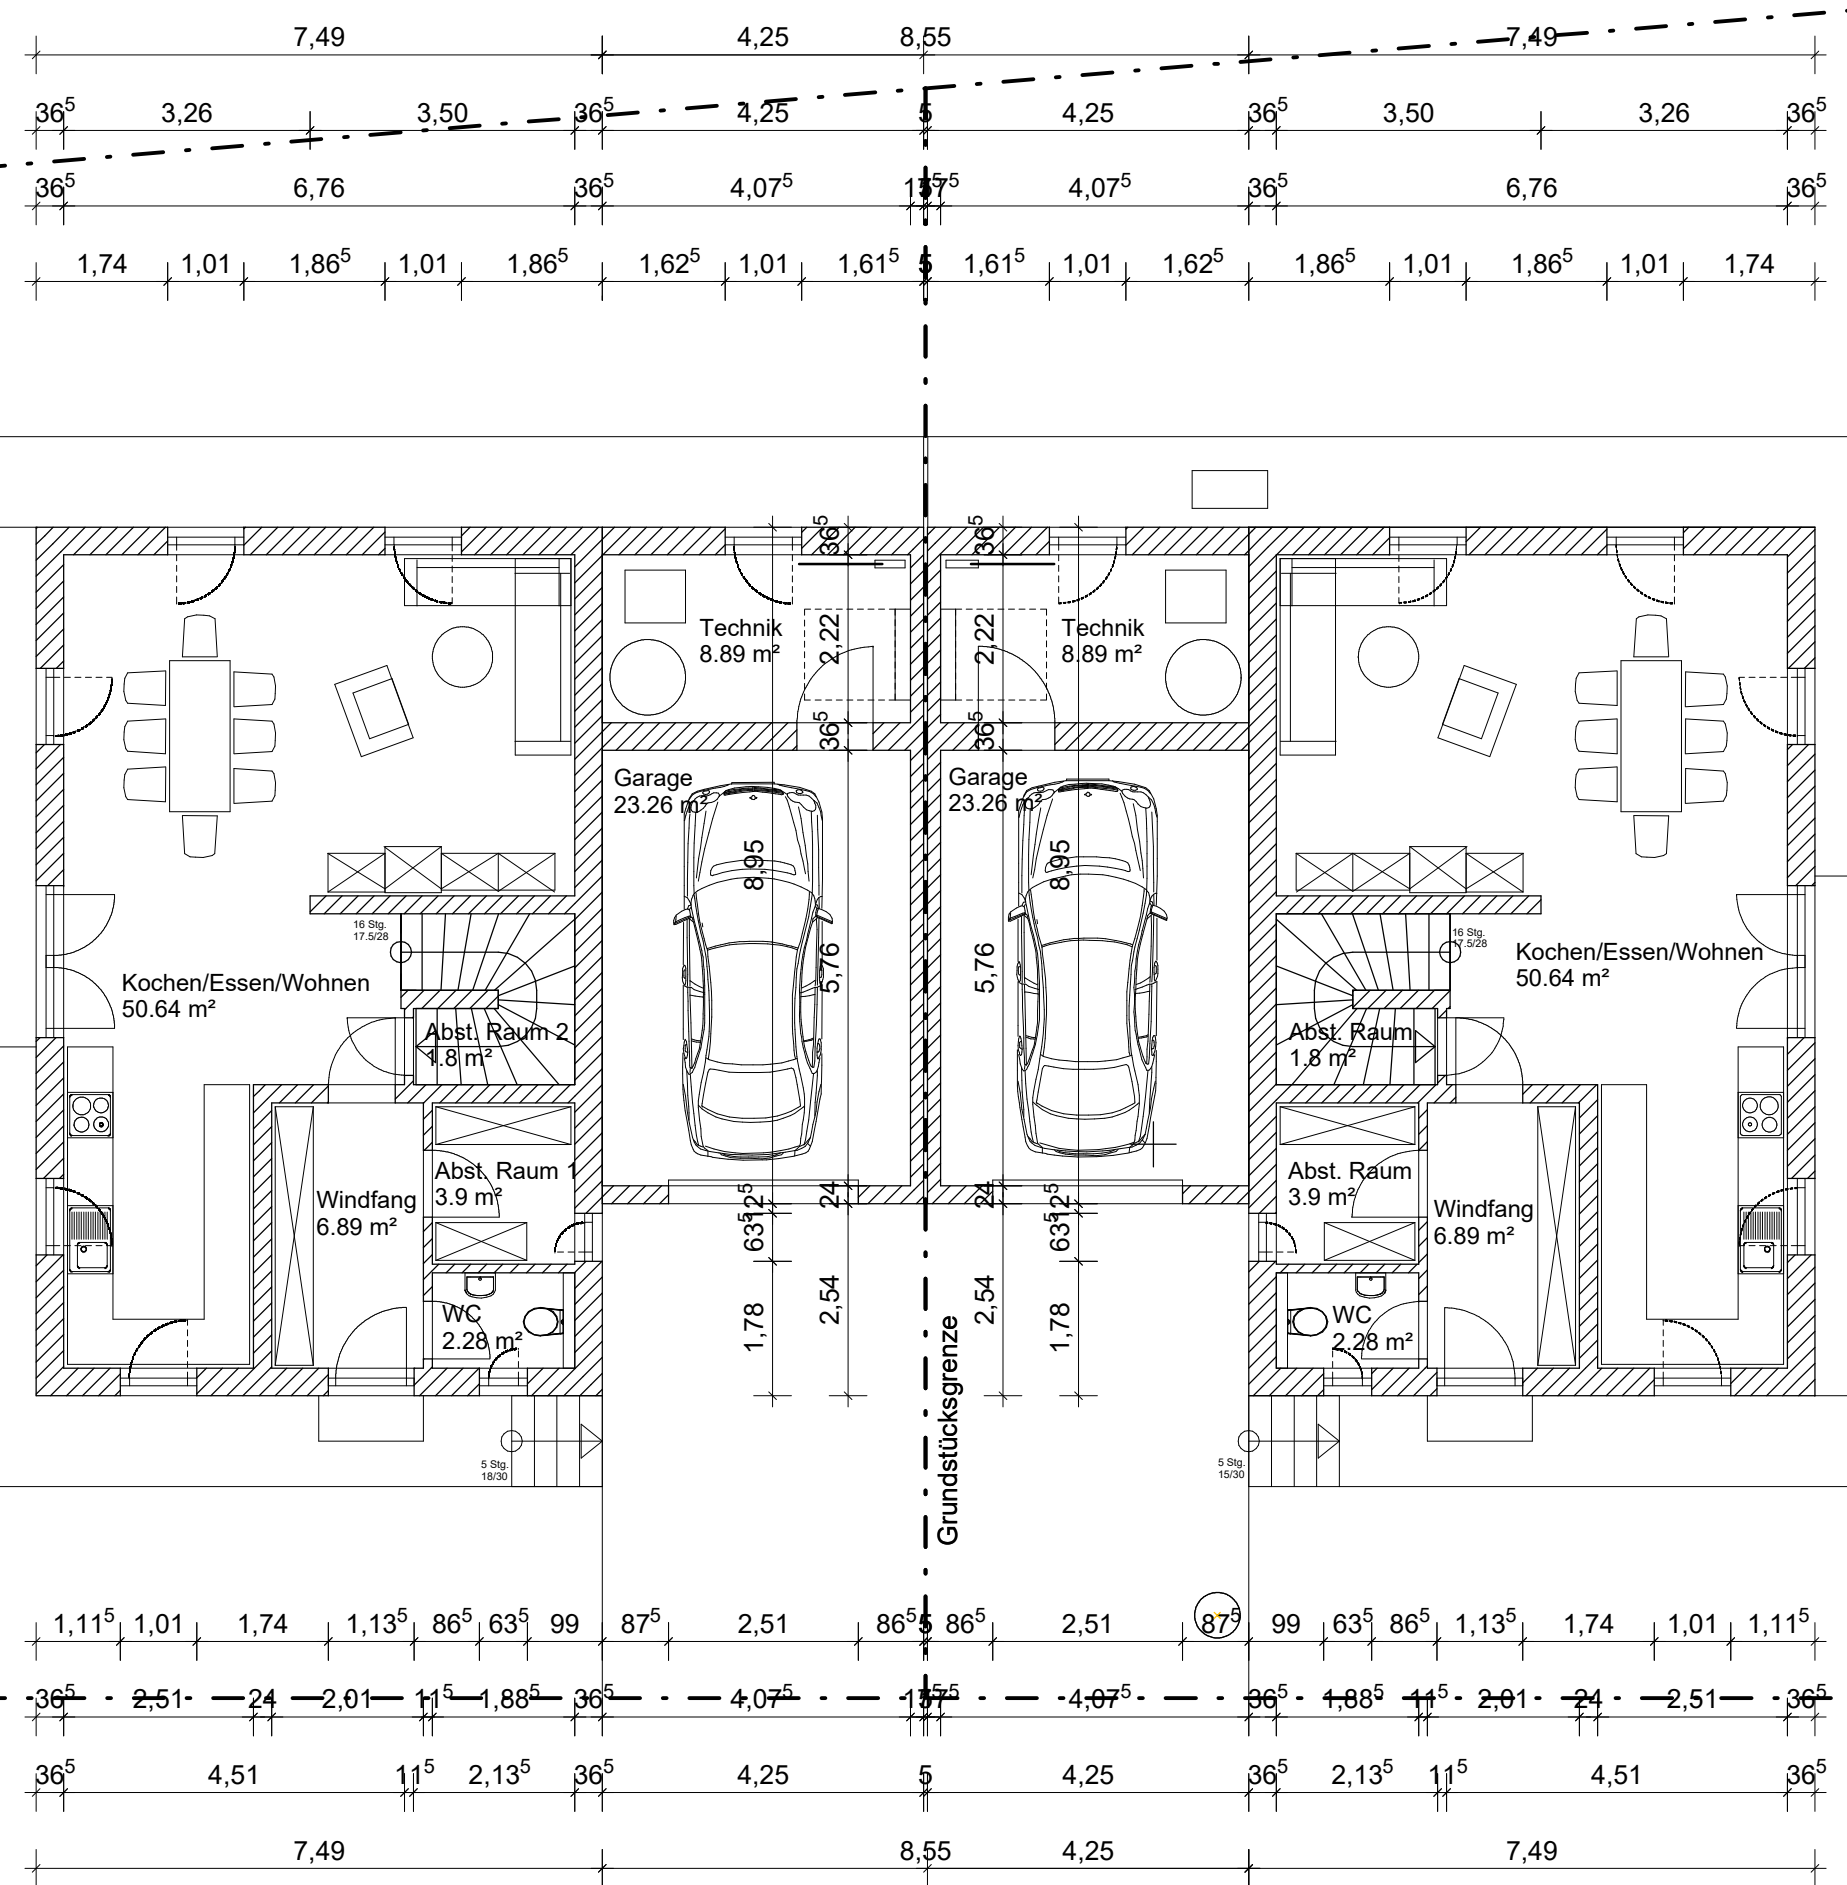 7,49 4,25 8,55 7,49
36⁵ 3,26 3,50 36⁵ 4,25 5 4,25 36⁵ 3,50 3,26 36⁵
36⁵ 6,76 36⁵ 4,07⁵ 4,07⁵ 36⁵ 6,76 36⁵
1,74 1,01 1,86⁵ 1,01 1,86⁵ 1,62⁵ 1,01 1,61⁵ 5 1,61⁵ 1,01 1,62⁵ 1,86⁵ 1,01 1,86⁵ 1,01 1,74
36⁵ 36⁵
Technik
8.89 m²
2,22 2,22
Technik
8.89 m²
36⁵ 36⁵
Garage
23.26 m²
Garage
23.26 m²
8,95 8,95
5,76 5,76
16 Stg.
17.5/28
16 Stg.
17.5/28
Kochen/Essen/Wohnen
50.64 m²
Kochen/Essen/Wohnen
50.64 m²
Abst. Raum 2
1.8 m²
Abst. Raum
1.8 m²
Abst. Raum 1
3.9 m²
Abst. Raum
3.9 m²
Windfang
6.89 m²
Windfang
6.89 m²
12⁵ 24 24 12⁵
63⁵ 63⁵
1,78 2,54 2,54 1,78
WC
2.28 m²
WC
2.28 m²
Grundstücksgrenze
5 Stg.
18/30
5 Stg.
15/30
1,11⁵ 1,01 1,74 1,13⁵ 86⁵ 63⁵ 99 87⁵ 2,51 86⁵ 5 86⁵ 2,51 87⁵ 99 63⁵ 86⁵ 1,13⁵ 1,74 1,01 1,11⁵
36⁵ 2,51 24 2,01 11⁵ 1,88⁵ 36⁵ 4,07⁵ 4,07⁵ 36⁵ 1,88⁵ 11⁵ 2,01 24 2,51 36⁵
36⁵ 4,51 11⁵ 2,13⁵ 36⁵ 4,25 5 4,25 36⁵ 2,13⁵ 11⁵ 4,51 36⁵
7,49 8,55 4,25 7,49